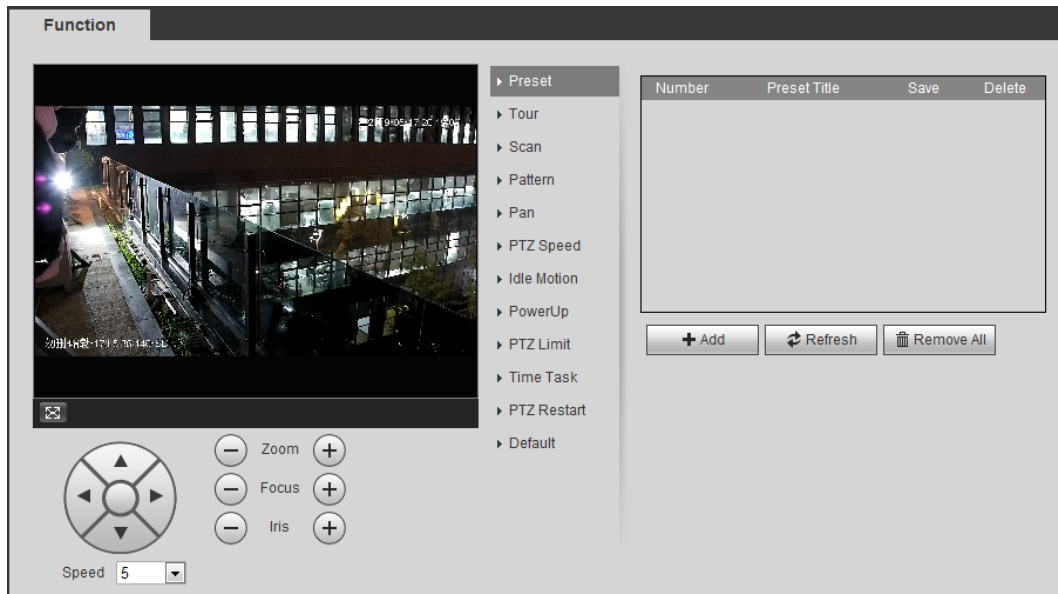 Function
Preset
Tour
Scan
Pattern
Pan
PTZ Speed
Idle Motion
PowerUp
PTZ Limit
Time Task
PTZ Restart
Default
Number Preset Title Save Delete
Add Refresh Remove All
Zoom
Focus
Iris
Speed 5